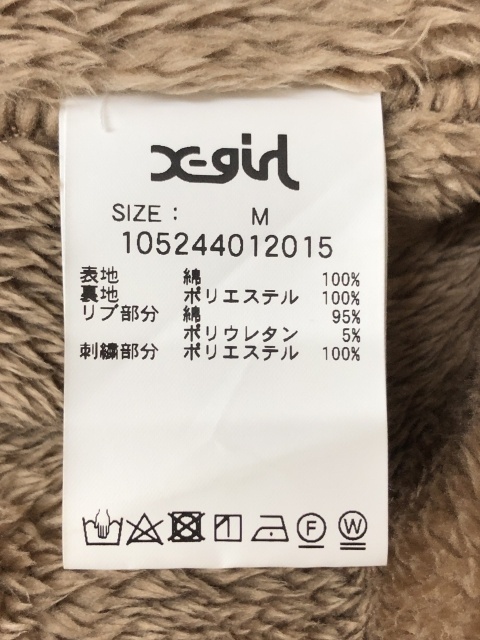 X-girl
SIZE : M
105244012015
表地 綿 100%
裏地 ポリエステル 100%
リブ部分 綿 95%
ポリウレタン 5%
刺繍部分 ポリエステル 100%
F W